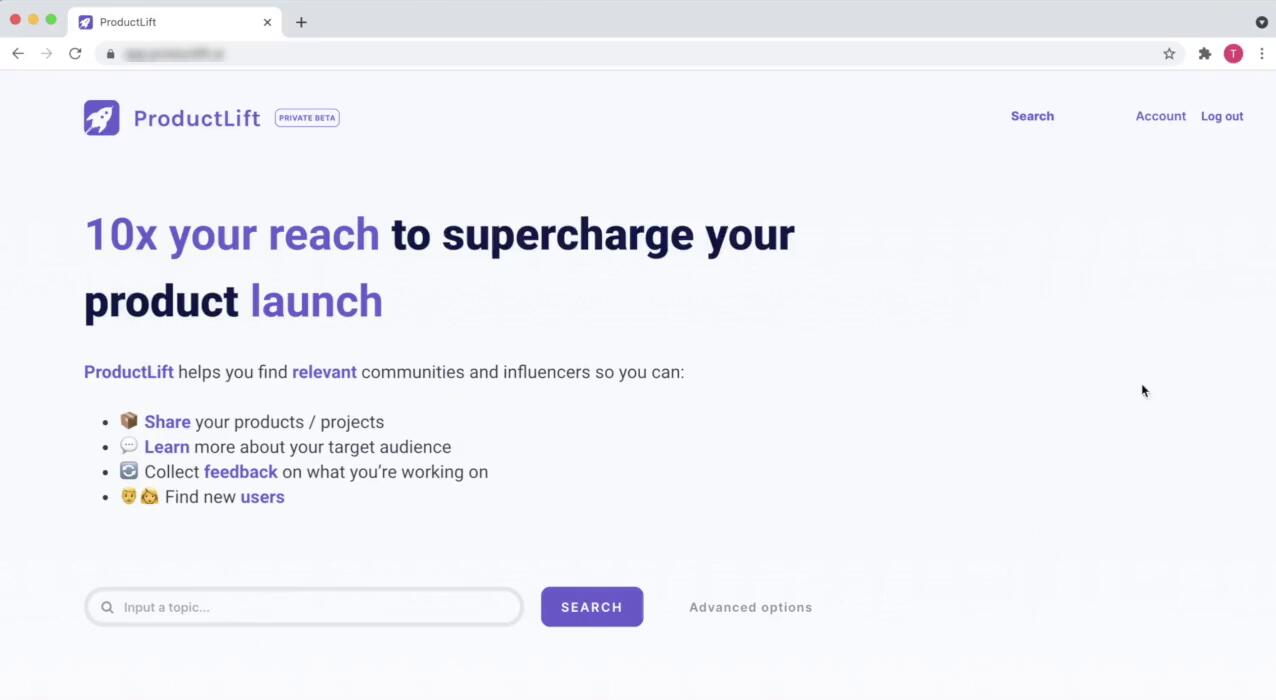 ProductLift
T
ProductLift PRIVATE BETA
Search Account Log out
10x your reach to supercharge your
product launch
ProductLift helps you find relevant communities and influencers so you can:
• 📦 Share your products / projects
• 💬 Learn more about your target audience
• 🔄 Collect feedback on what you’re working on
• 👨👩 Find new users
Input a topic... SEARCH Advanced options